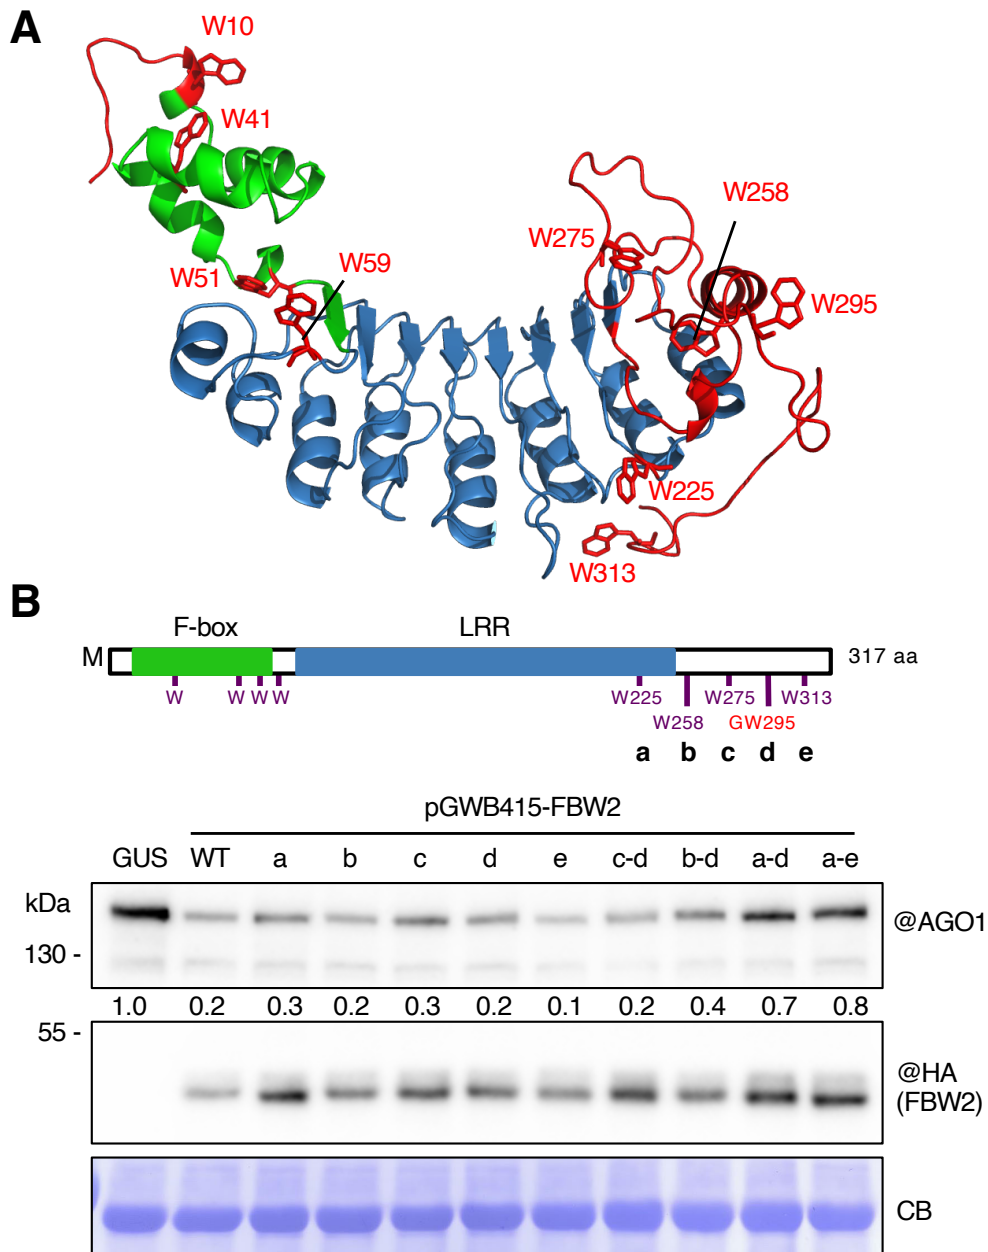 A
W10
W41
W258
W275
W59
W51
W295
W225
W313
B
F-box LRR
M 317 aa
W W W W W225 W275 W313
W258 GW295
a b c d e
pGWB415-FBW2
GUS WT a b c d e c-d b-d a-d a-e
kDa
@AGO1
130 -
1.0 0.2 0.3 0.2 0.3 0.2 0.1 0.2 0.4 0.7 0.8
55 -
@HA
(FBW2)
CB